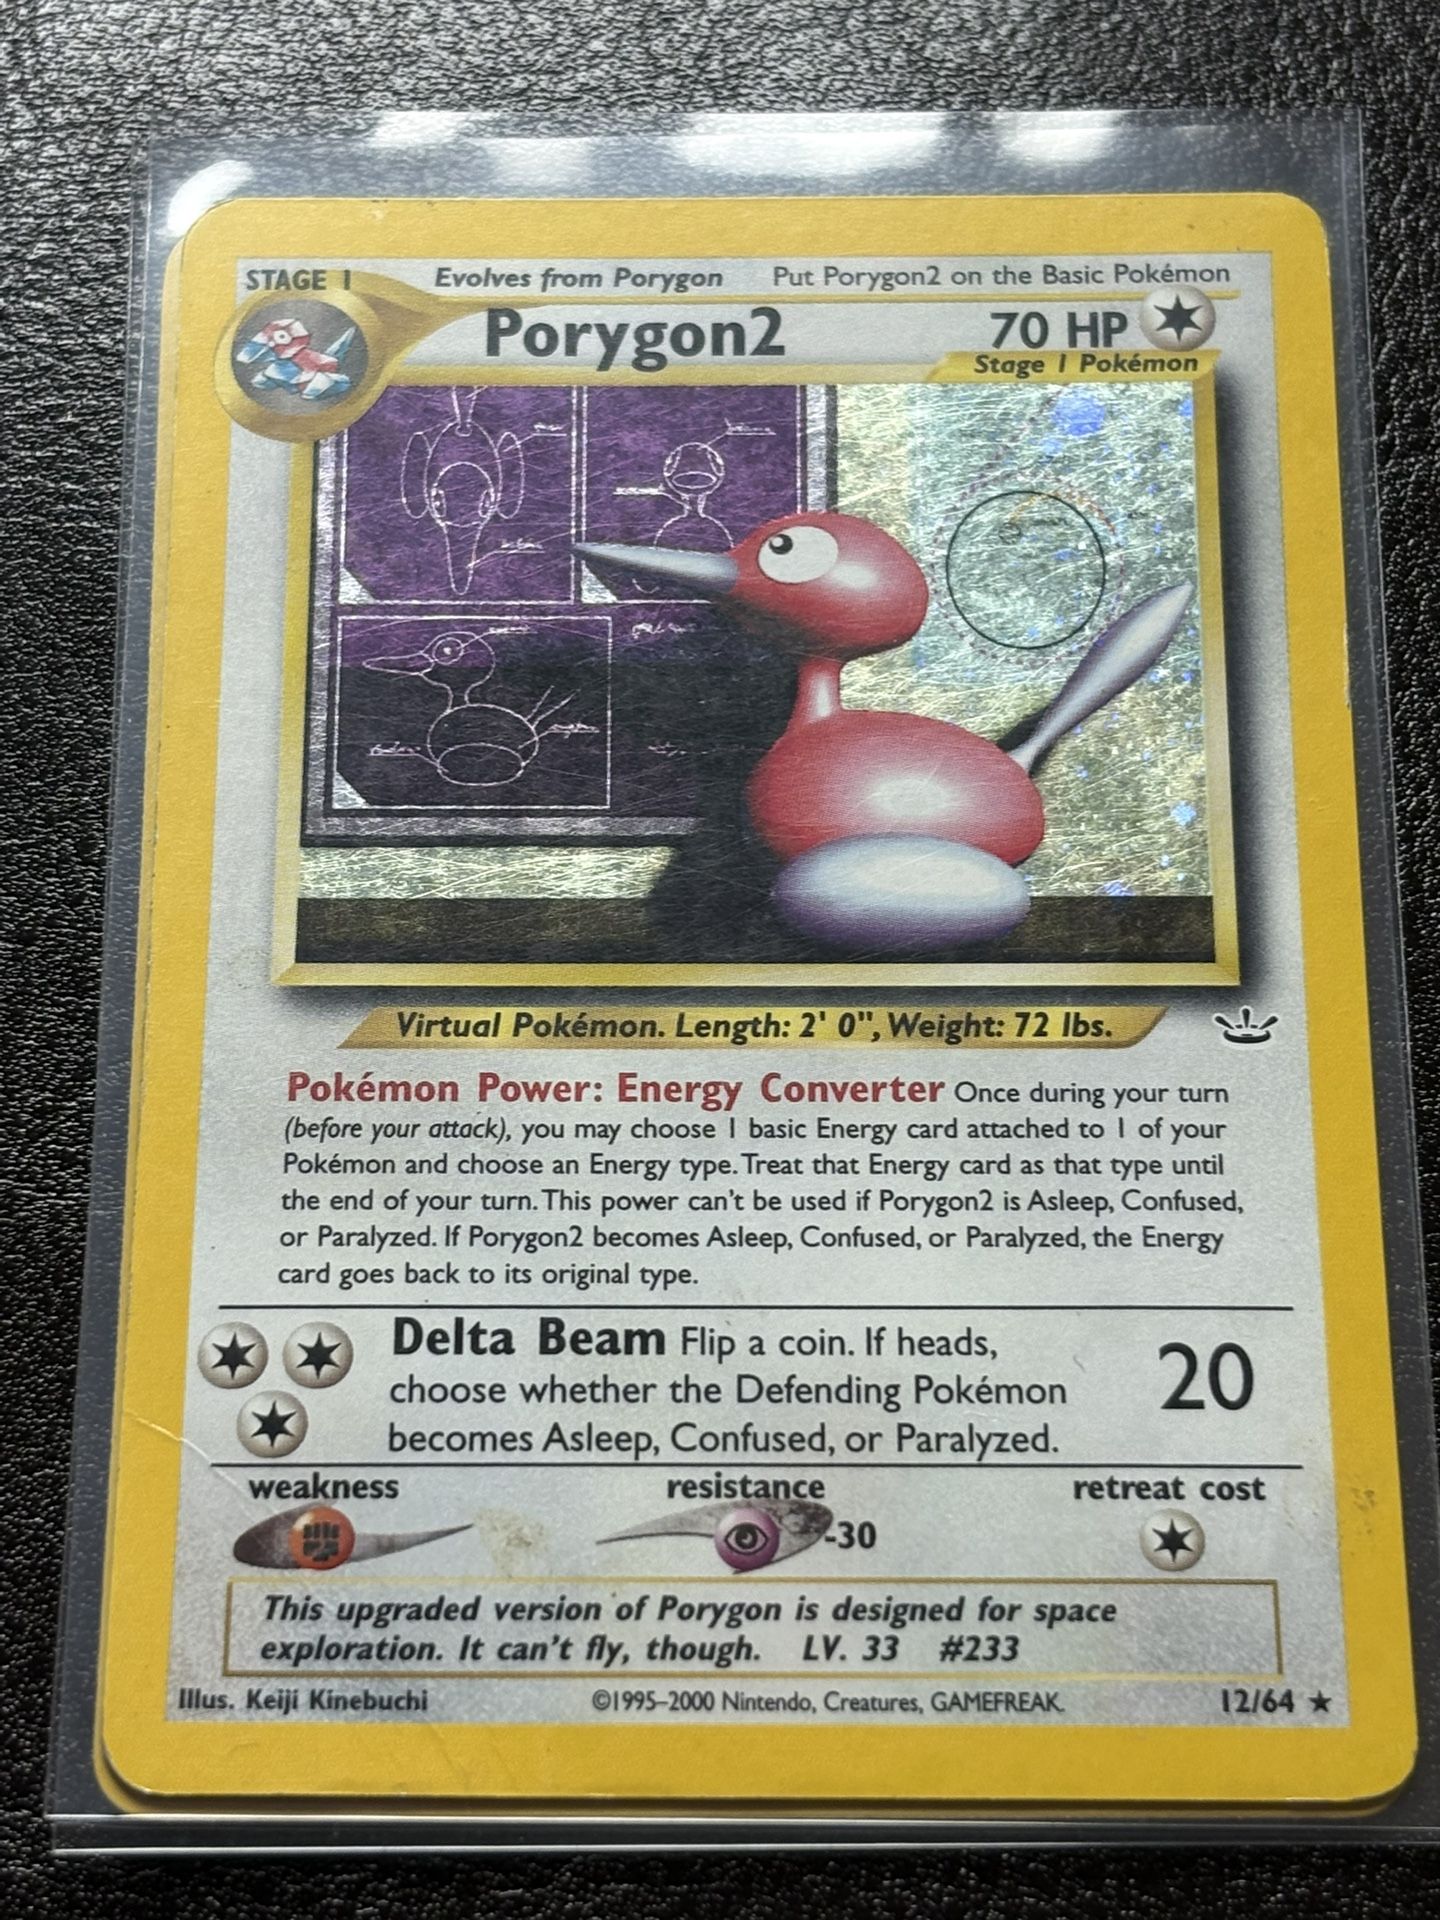 STAGE 1 Evolves from Porygon Put Porygon2 on the Basic Pokémon
Porygon2 70 HP
Stage 1 Pokémon
Virtual Pokémon. Length: 2' 0", Weight: 72 lbs.
Pokémon Power: Energy Converter Once during your turn
(before your attack), you may choose 1 basic Energy card attached to 1 of your
Pokémon and choose an Energy type. Treat that Energy card as that type until
the end of your turn. This power can't be used if Porygon2 is Asleep, Confused,
or Paralyzed. If Porygon2 becomes Asleep, Confused, or Paralyzed, the Energy
card goes back to its original type.
Delta Beam Flip a coin. If heads,
choose whether the Defending Pokémon
becomes Asleep, Confused, or Paralyzed.
20
weakness resistance retreat cost
-30
This upgraded version of Porygon is designed for space
exploration. It can't fly, though. LV. 33 #233
Illus. Keiji Kinebuchi ©1995–2000 Nintendo, Creatures, GAMEFREAK. 12/64 ★